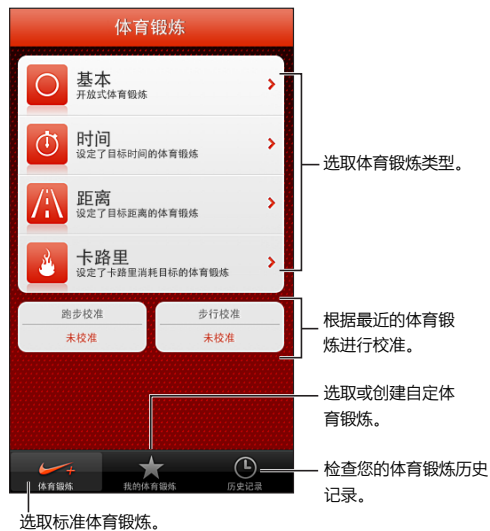 体育锻炼
基本
开放式体育锻炼
时间
设定了目标时间的体育锻炼
距离
设定了目标距离的体育锻炼
卡路里
设定了卡路里消耗目标的体育锻炼
选取体育锻炼类型。
跑步校准
未校准
步行校准
未校准
根据最近的体育锻
炼进行校准。
选取或创建自定体
育锻炼。
体育锻炼
我的体育锻炼
历史记录
检查您的体育锻炼历史
记录。
选取标准体育锻炼。